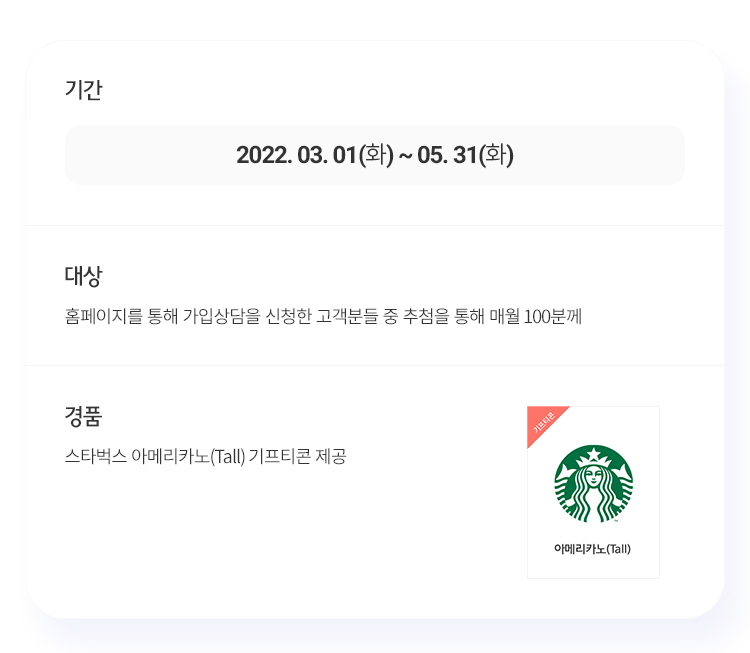 기간
2022. 03. 01(화) ~ 05. 31(화)
대상
홈페이지를 통해 가입상담을 신청한 고객분들 중 추첨을 통해 매월 100분께
경품
스타벅스 아메리카노(Tall) 기프티콘 제공
기프티콘
아메리카노(Tall)